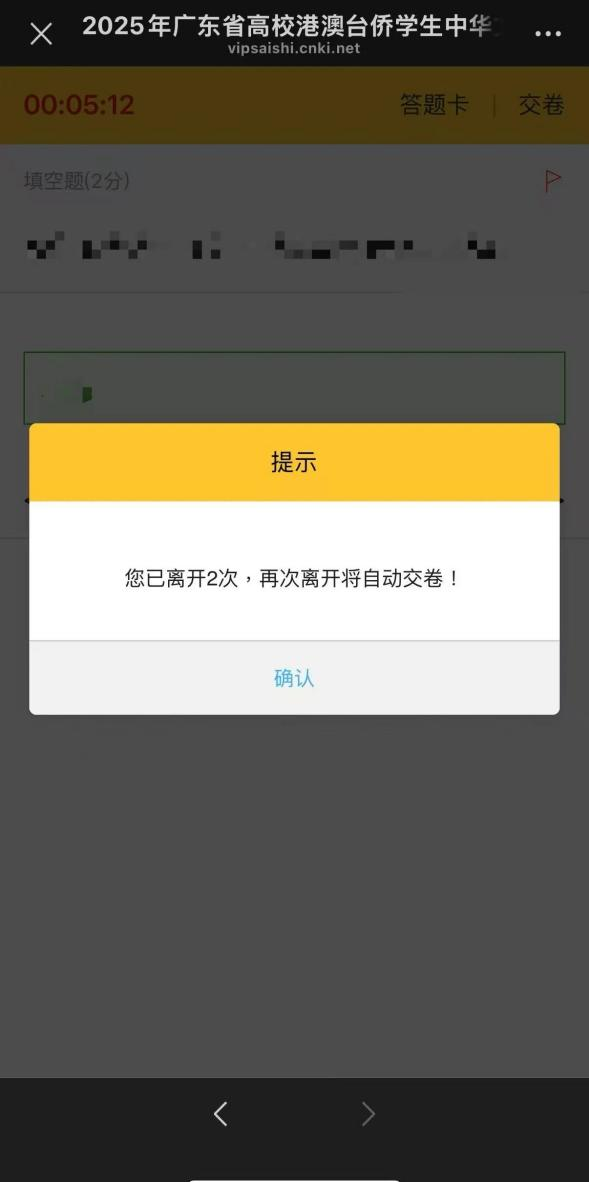 2025年广东省高校港澳台侨学生中华
vipsaishi.cnki.net
00:05:12
答题卡 | 交卷
填空题(2分)
提示
您已离开2次，再次离开将自动交卷！
确认